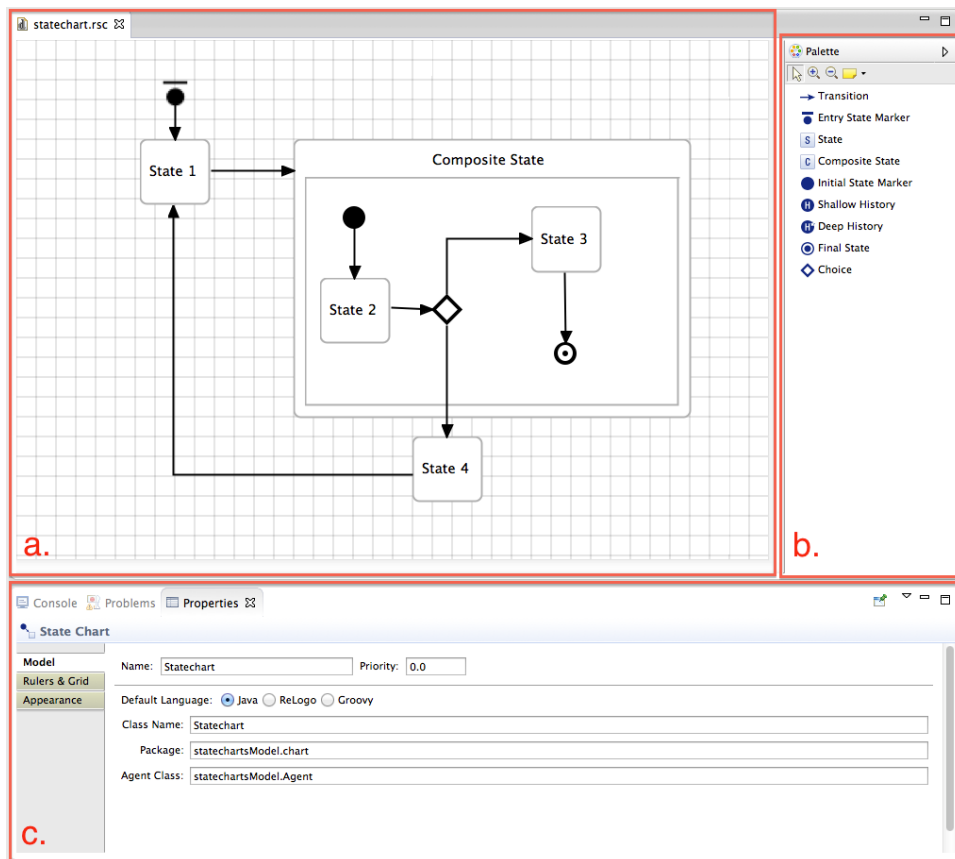 statechart.rsc
Palette
Transition
Entry State Marker
S State
C Composite State
Initial State Marker
H Shallow History
H* Deep History
Final State
Choice
State 1
Composite State
State 2
State 3
State 4
a.
b.
Console Problems Properties
State Chart
Model
Rulers & Grid
Appearance
Name: Statechart Priority: 0.0
Default Language: Java ReLogo Groovy
Class Name: Statechart
Package: statechartsModel.chart
Agent Class: statechartsModel.Agent
c.